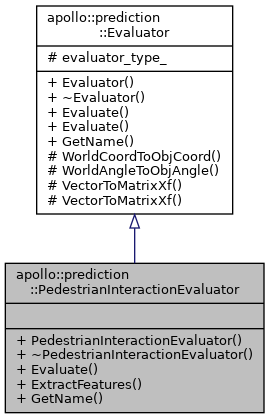 apollo::prediction
::Evaluator
# evaluator_type_
+ Evaluator()
+ ~Evaluator()
+ Evaluate()
+ Evaluate()
+ GetName()
# WorldCoordToObjCoord()
# WorldAngleToObjAngle()
# VectorToMatrixXf()
# VectorToMatrixXf()
apollo::prediction
::PedestrianInteractionEvaluator
+ PedestrianInteractionEvaluator()
+ ~PedestrianInteractionEvaluator()
+ Evaluate()
+ ExtractFeatures()
+ GetName()